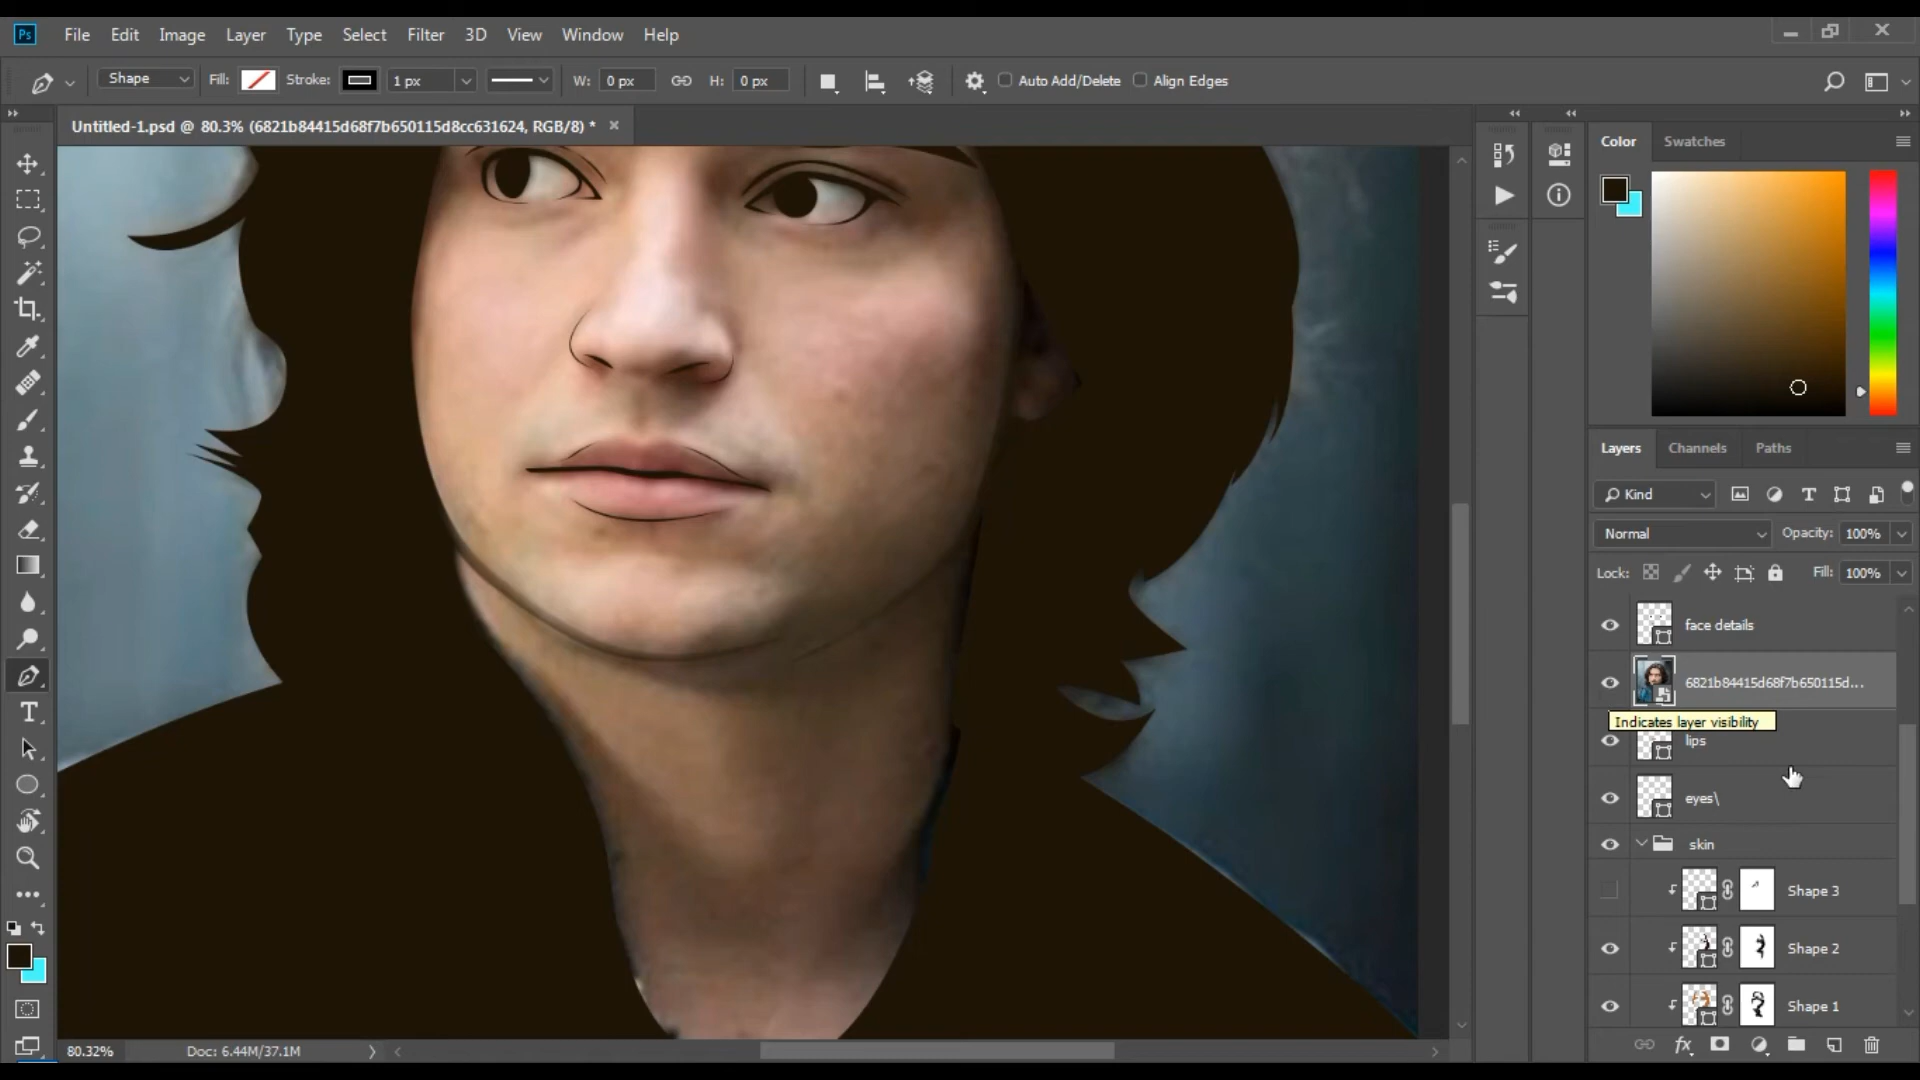 Ps File Edit Image Layer Type Select Filter 3D View Window Help
Shape Fill: Stroke: 1 px W: 0 px H: 0 px Auto Add/Delete Align Edges
Untitled-1.psd @ 80.3% (6821b84415d68f7b650115d8cc631624, RGB/8) *
Color Swatches
Layers Channels Paths
Kind
Normal Opacity: 100%
Lock: Fill: 100%
face details
6821b84415d68f7b650115d...
Indicates layer visibility
lips
eyes\
skin
Shape 3
Shape 2
Shape 1
80.32% Doc: 6.44M/37.1M